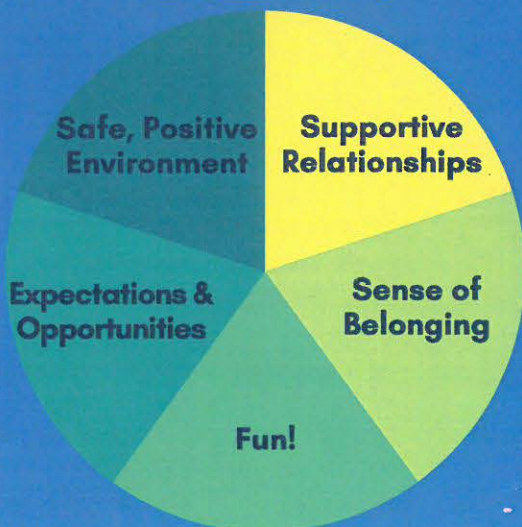 Safe, Positive
Environment
Supportive
Relationships
Expectations &
Opportunities
Sense of
Belonging
Fun!